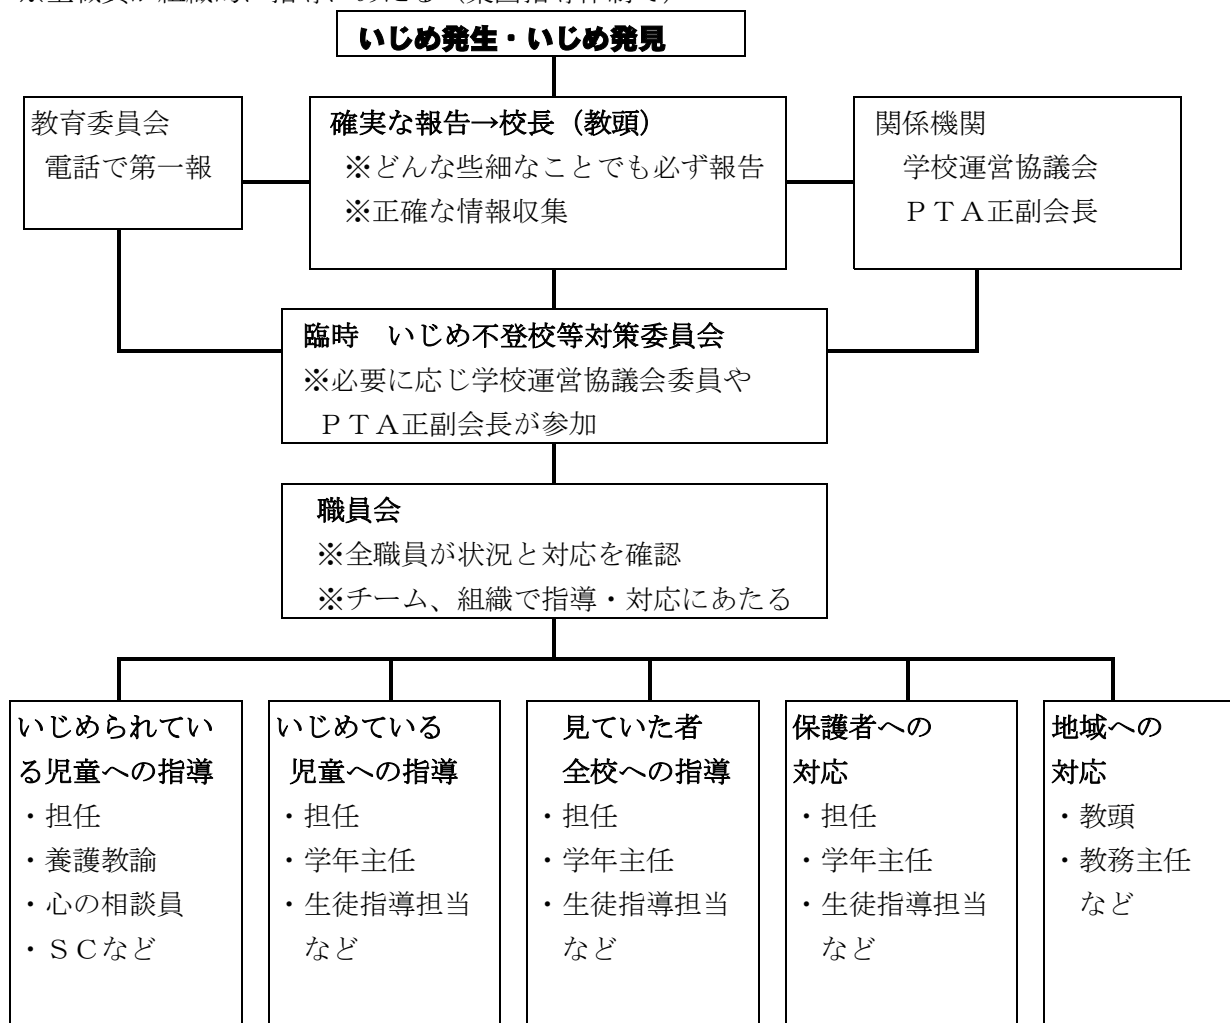 いじめ発生・いじめ発見
教育委員会
電話で第一報
確実な報告→校長（教頭）
※どんな些細なことでも必ず報告
※正確な情報収集
関係機関
学校運営協議会
ＰＴＡ正副会長
臨時　いじめ不登校等対策委員会
※必要に応じ学校運営協議会委員や
ＰＴＡ正副会長が参加
職員会
※全職員が状況と対応を確認
※チーム、組織で指導・対応にあたる
いじめられてい
る児童への指導
・担任
・養護教諭
・心の相談員
・ＳＣなど
いじめている
児童への指導
・担任
・学年主任
・生徒指導担当
など
見ていた者
全校への指導
・担任
・学年主任
・生徒指導担当
など
保護者への
対応
・担任
・学年主任
・生徒指導担当
など
地域への
対応
・教頭
・教務主任
など